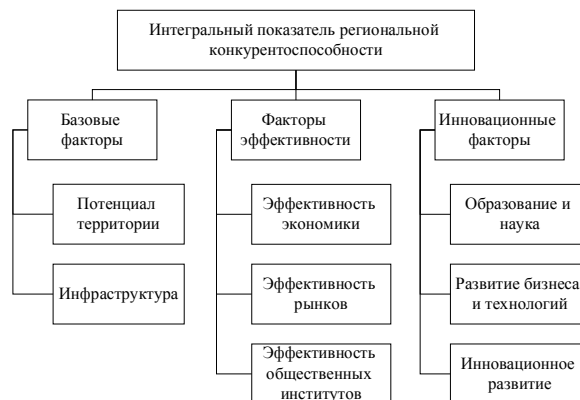 Интегральный показатель региональной
конкурентоспособности
Базовые
факторы
Факторы
эффективности
Инновационные
факторы
Потенциал
территории
Эффективность
экономики
Образование и
наука
Инфраструктура
Эффективность
рынков
Развитие бизнеса
и технологий
Эффективность
общественных
институтов
Инновационное
развитие